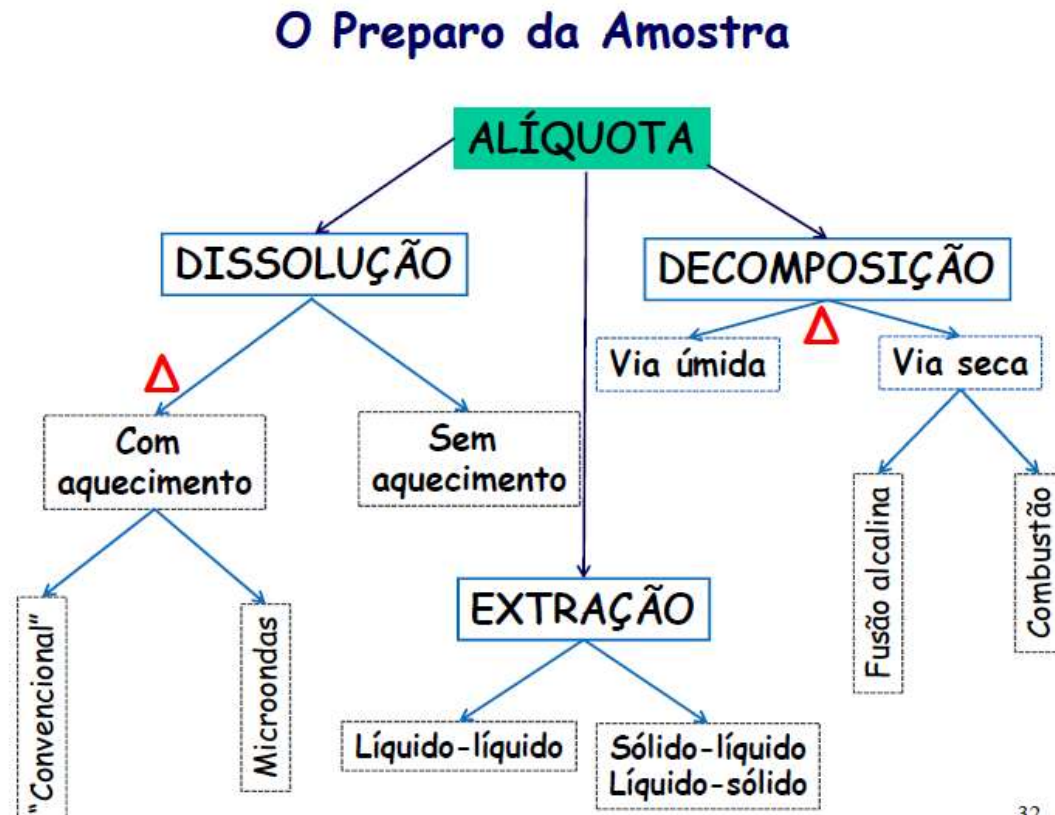 O Preparo da Amostra
ALÍQUOTA
DISSOLUÇÃO
DECOMPOSIÇÃO
Δ
Via úmida
Via seca
Δ
Com
aquecimento
Sem
aquecimento
Fusão alcalina
Combustão
EXTRAÇÃO
"Convencional"
Microondas
Líquido-líquido
Sólido-líquido
Líquido-sólido
32